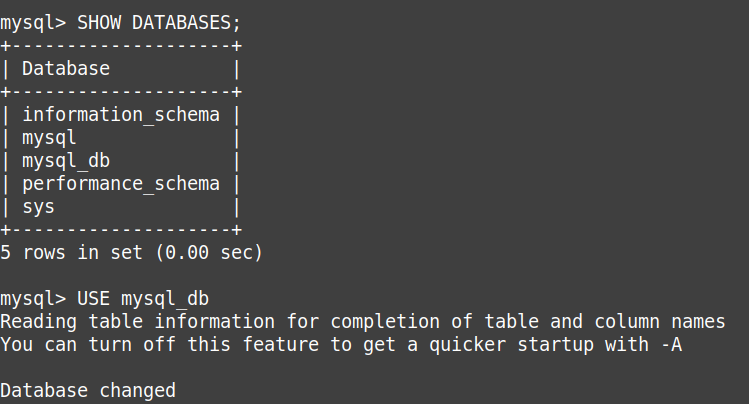 mysql> SHOW DATABASES;
+--------------------+
| Database           |
+--------------------+
| information_schema |
| mysql              |
| mysql_db           |
| performance_schema |
| sys                |
+--------------------+
5 rows in set (0.00 sec)
mysql> USE mysql_db
Reading table information for completion of table and column names
You can turn off this feature to get a quicker startup with -A
Database changed